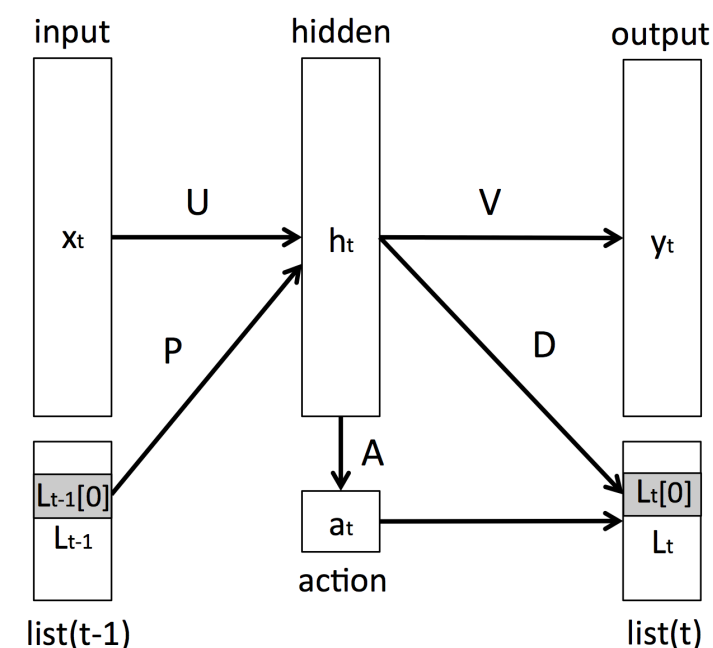 input
hidden
output
U
V
xt
ht
yt
P
D
A
Lt-1[0]
Lt[0]
at
Lt-1
Lt
action
list(t-1)
list(t)